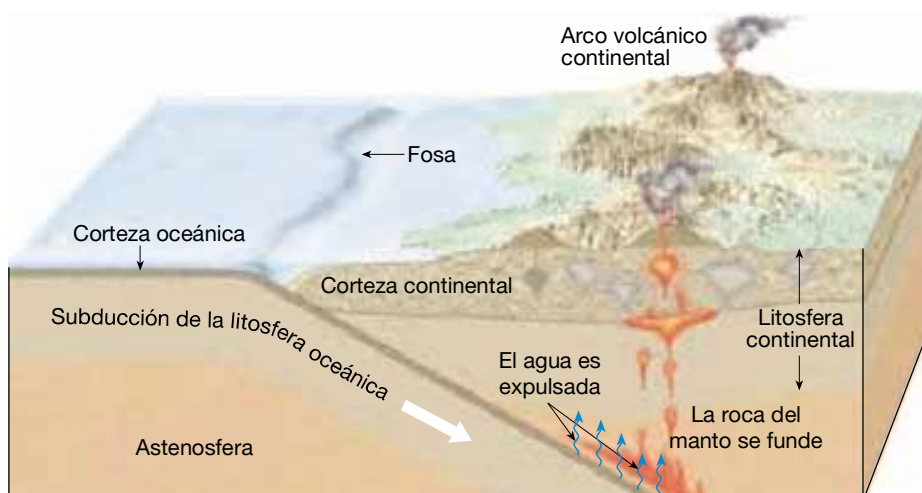 Arco volcánico
continental
Fosa
Corteza oceánica
Corteza continental
Subducción de la litosfera oceánica
Litosfera
continental
El agua es
expulsada
La roca del
manto se funde
Astenosfera